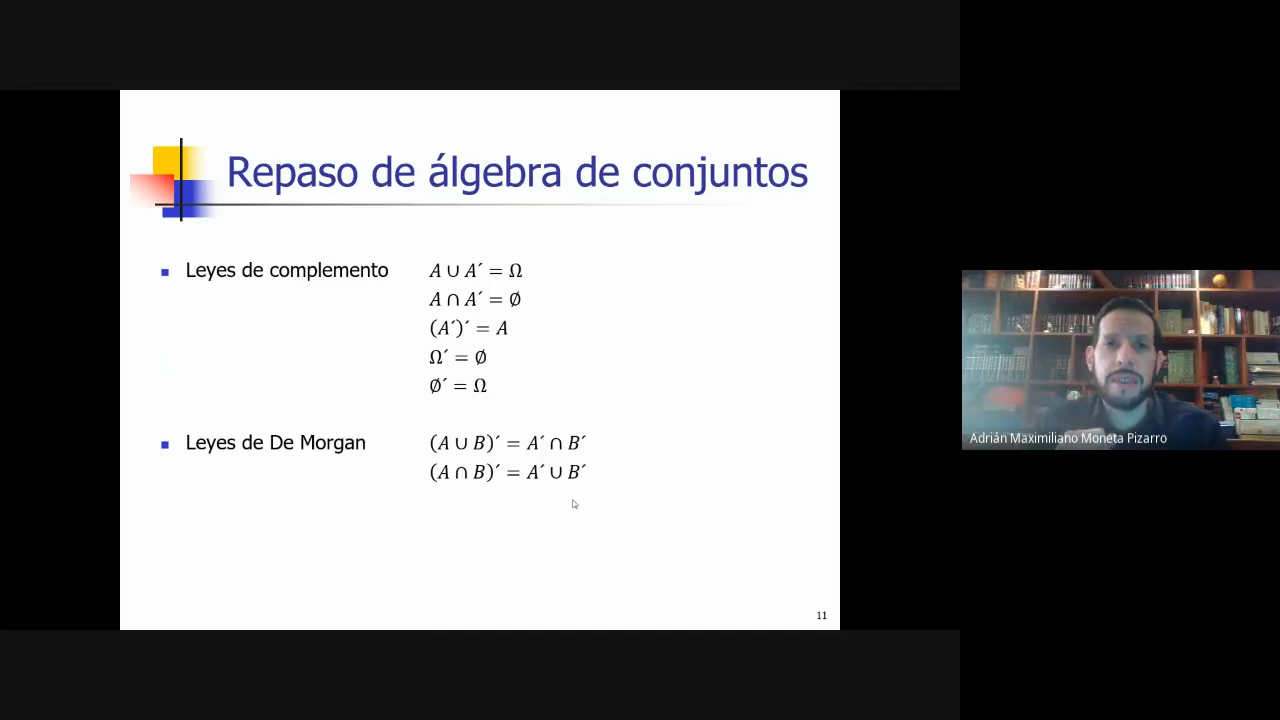 Repaso de álgebra de conjuntos
Leyes de complemento A ∪ A´ = Ω
A ∩ A´ = ∅
(A´)´ = A
Ω´ = ∅
∅´ = Ω
Leyes de De Morgan (A ∪ B)´ = A´ ∩ B´
(A ∩ B)´ = A´ ∪ B´
11
Adrián Maximiliano Moneta Pizarro